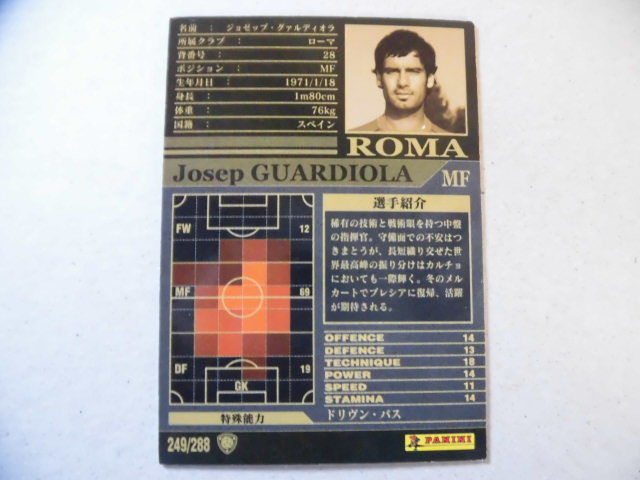 名前 : ジョゼップ・グァルディオラ
所属クラブ : ローマ
背番号 : 28
ポジション : MF
生年月日 : 1971/1/18
身長 : 1m80cm
体重 : 76kg
国籍 : スペイン
ROMA
Josep GUARDIOLA
MF
FW 12
MF 69
DF 19
GK
選手紹介
稀有の技術と戦術眼を持つ中盤
の指揮官。守備面での不安はつ
きまとうが、長短織り交ぜた世
界最高峰の振り分けはカルチョ
においても一際輝く。冬のメル
カートでブレシアに復帰、活躍
が期待される。
OFFENCE 14
DEFENCE 13
TECHNIQUE 18
POWER 14
SPEED 11
STAMINA 14
特殊能力 ドリヴン・パス
249/288
PANINI